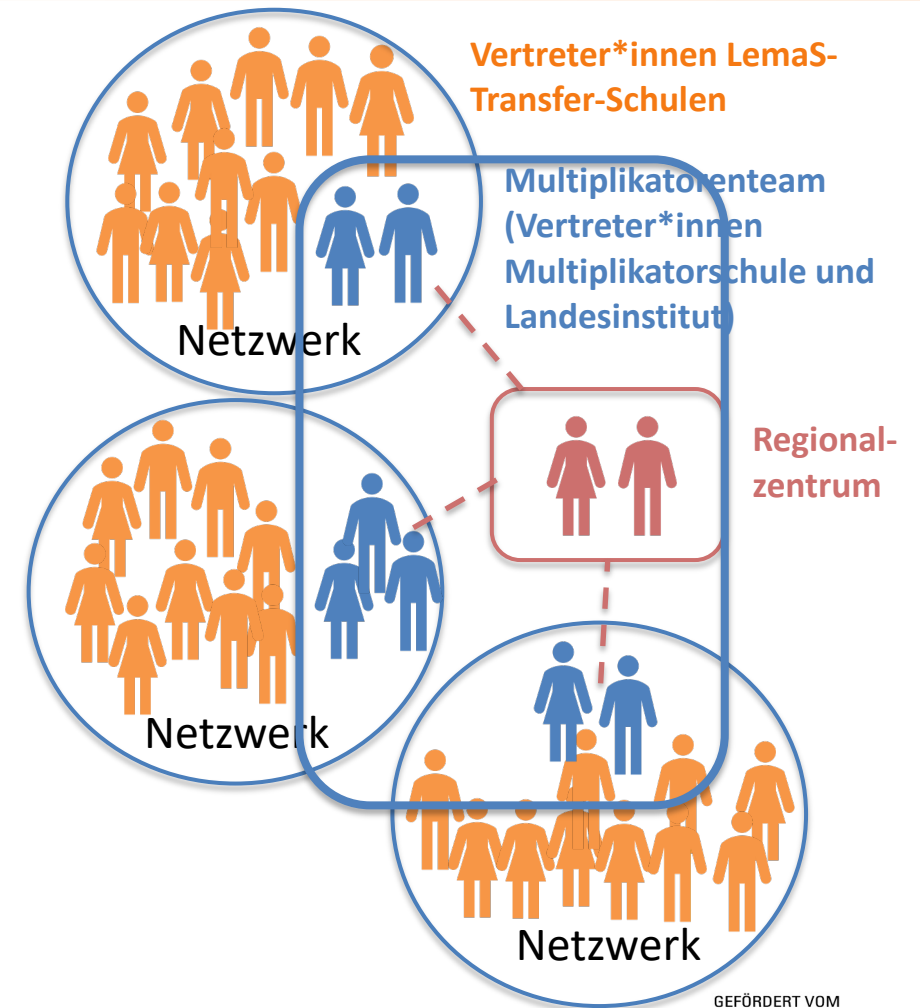 Vertreter*innen LemaS-
Transfer-Schulen
Multiplikatorenteam
(Vertreter*innen
Multiplikatorschule und
Landesinstitut)
Netzwerk
Regional-
zentrum
Netzwerk
Netzwerk
GEFÖRDERT VOM